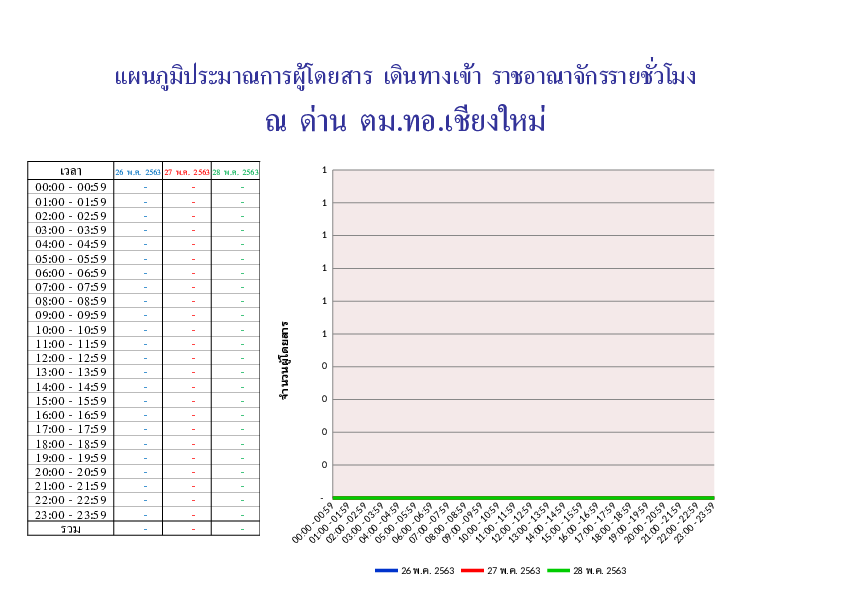 แผนภูมิประมาณการผู้โดยสาร เดินทางเข้า ราชอาณาจักรรายชั่วโมง
ณ ด่าน ตม.ทอ.เชียงใหม่
เวลา 26 พ.ค. 2563 27 พ.ค. 2563 28 พ.ค. 2563
00:00 - 00:59 - - -
01:00 - 01:59 - - -
02:00 - 02:59 - - -
03:00 - 03:59 - - -
04:00 - 04:59 - - -
05:00 - 05:59 - - -
06:00 - 06:59 - - -
07:00 - 07:59 - - -
08:00 - 08:59 - - -
09:00 - 09:59 - - -
10:00 - 10:59 - - -
11:00 - 11:59 - - -
12:00 - 12:59 - - -
13:00 - 13:59 - - -
14:00 - 14:59 - - -
15:00 - 15:59 - - -
16:00 - 16:59 - - -
17:00 - 17:59 - - -
18:00 - 18:59 - - -
19:00 - 19:59 - - -
20:00 - 20:59 - - -
21:00 - 21:59 - - -
22:00 - 22:59 - - -
23:00 - 23:59 - - -
รวม - - -
จำนวนผู้โดยสาร
1
1
1
1
1
1
0
0
0
0
-
00:00 - 00:59
01:00 - 01:59
02:00 - 02:59
03:00 - 03:59
04:00 - 04:59
05:00 - 05:59
06:00 - 06:59
07:00 - 07:59
08:00 - 08:59
09:00 - 09:59
10:00 - 10:59
11:00 - 11:59
12:00 - 12:59
13:00 - 13:59
14:00 - 14:59
15:00 - 15:59
16:00 - 16:59
17:00 - 17:59
18:00 - 18:59
19:00 - 19:59
20:00 - 20:59
21:00 - 21:59
22:00 - 22:59
23:00 - 23:59
26 พ.ค. 2563 27 พ.ค. 2563 28 พ.ค. 2563